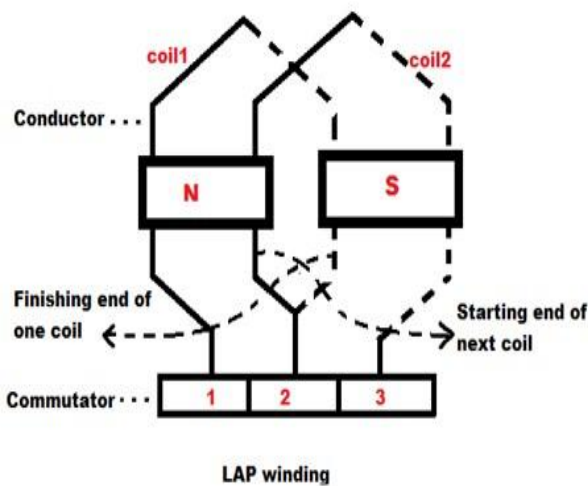 coil1
coil2
Conductor · · ·
N
S
Finishing end of
one coil
Starting end of
next coil
Commutator · · ·
1
2
3
LAP winding